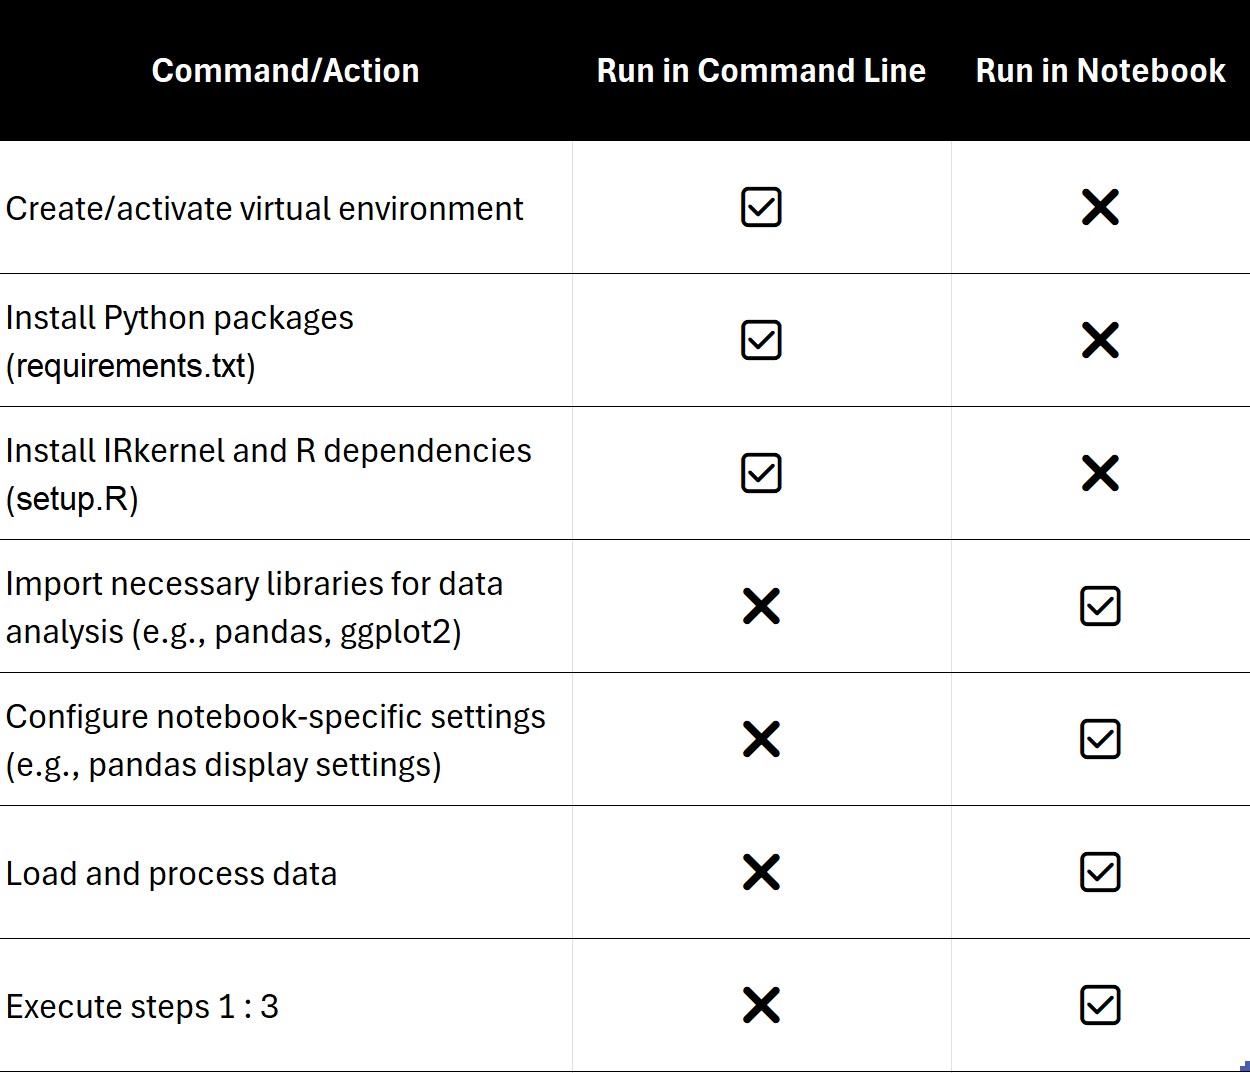 Command/Action Run in Command Line Run in Notebook
Create/activate virtual environment
Install Python packages
(requirements.txt)
Install IRkernel and R dependencies
(setup.R)
Import necessary libraries for data
analysis (e.g., pandas, ggplot2)
Configure notebook-specific settings
(e.g., pandas display settings)
Load and process data
Execute steps 1 : 3